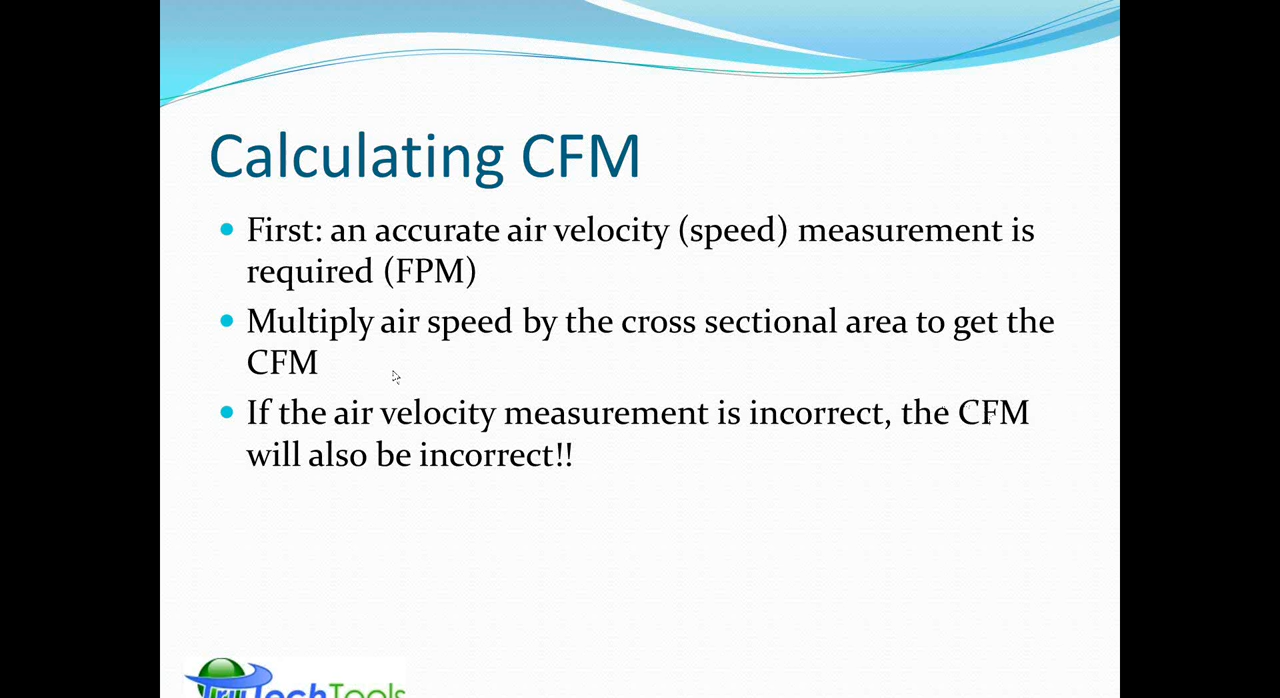 Calculating CFM
First: an accurate air velocity (speed) measurement is
required (FPM)
Multiply air speed by the cross sectional area to get the
CFM
If the air velocity measurement is incorrect, the CFM
will also be incorrect!!
TruTechTools